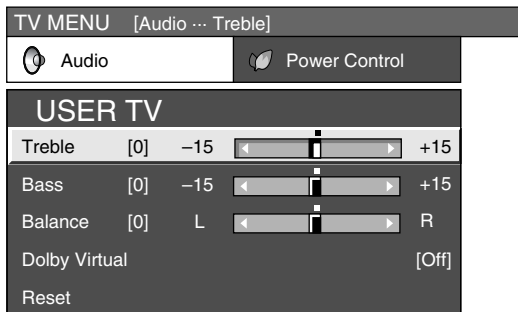 TV MENU [Audio ··· Treble]
Audio Power Control
USER TV
Treble [0] –15 +15
Bass [0] –15 +15
Balance [0] L R
Dolby Virtual [Off]
Reset